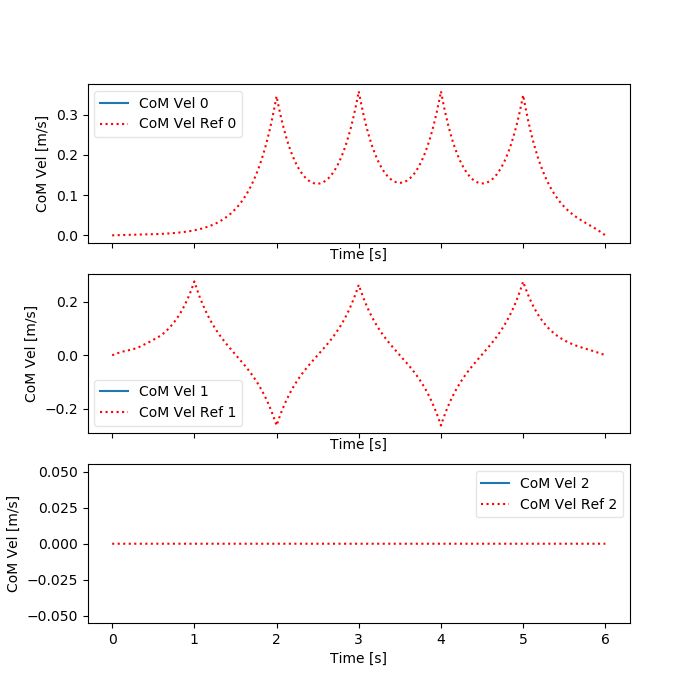 CoM Vel [m/s]
0.3
0.2
0.1
0.0
CoM Vel 0
CoM Vel Ref 0
Time [s]
CoM Vel [m/s]
0.2
0.0
−0.2
CoM Vel 1
CoM Vel Ref 1
Time [s]
CoM Vel [m/s]
0.050
0.025
0.000
−0.025
−0.050
CoM Vel 2
CoM Vel Ref 2
0 1 2 3 4 5 6
Time [s]